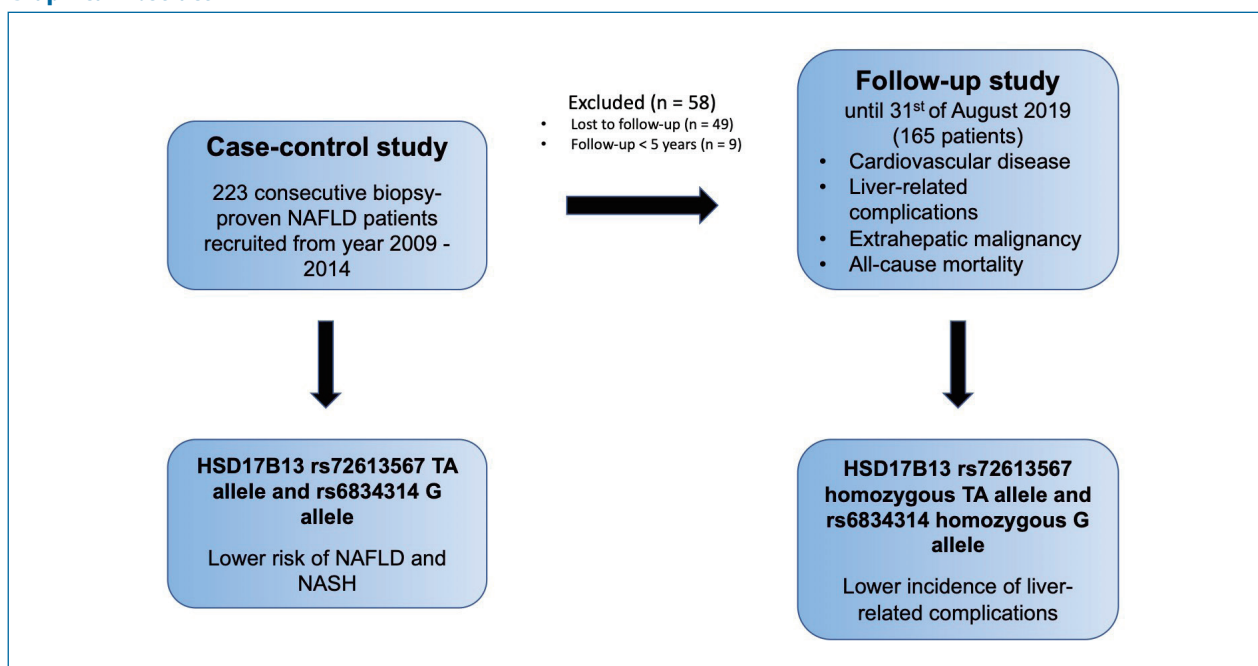 Case-control study
223 consecutive biopsy-
proven NAFLD patients
recruited from year 2009 -
2014
Excluded (n = 58)
• Lost to follow-up (n = 49)
• Follow-up < 5 years (n = 9)
Follow-up study
until 31st of August 2019
(165 patients)
• Cardiovascular disease
• Liver-related
complications
• Extrahepatic malignancy
• All-cause mortality
HSD17B13 rs72613567 TA
allele and rs6834314 G
allele
Lower risk of NAFLD and
NASH
HSD17B13 rs72613567
homozygous TA allele and
rs6834314 homozygous G
allele
Lower incidence of liver-
related complications